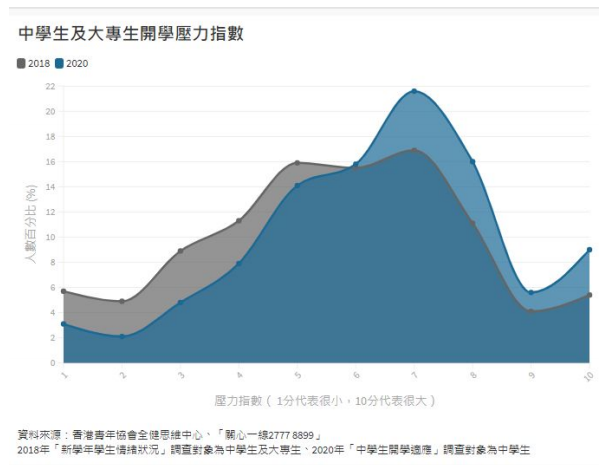 中學生及大專生開學壓力指數
2018 2020
22
20
18
16
14
12
10
8
6
4
2
0
人數百分比 (%)
1 2 3 4 5 6 7 8 9 10
壓力指數（ 1分代表很小，10分代表很大）
資料來源：香港青年協會全健思維中心、「關心一線2777 8899」
2018年「新學年學生情緒狀況」調查對象為中學生及大專生、2020年「中學生開學適應」調查對象為中學生